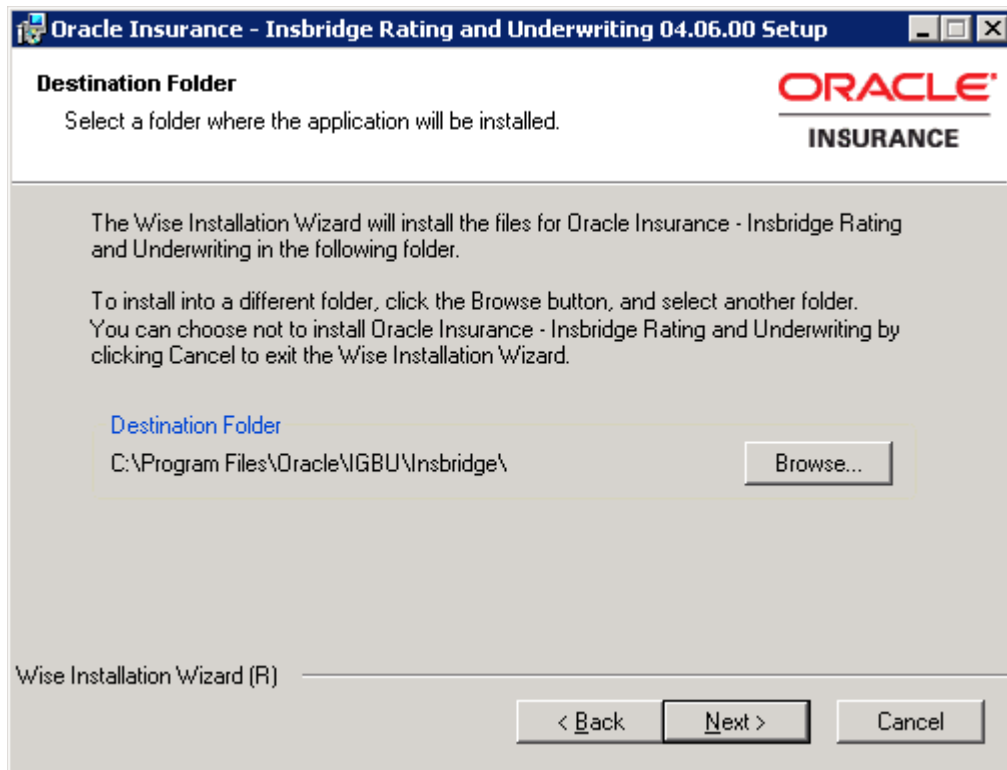 Oracle Insurance - Insbridge Rating and Underwriting 04.06.00 Setup
Destination Folder
Select a folder where the application will be installed.
ORACLE
INSURANCE
The Wise Installation Wizard will install the files for Oracle Insurance - Insbridge Rating
and Underwriting in the following folder.
To install into a different folder, click the Browse button, and select another folder.
You can choose not to install Oracle Insurance - Insbridge Rating and Underwriting by
clicking Cancel to exit the Wise Installation Wizard.
Destination Folder
C:\Program Files\Oracle\IGBU\Insbridge\
Browse...
Wise Installation Wizard (R)
< Back
Next >
Cancel